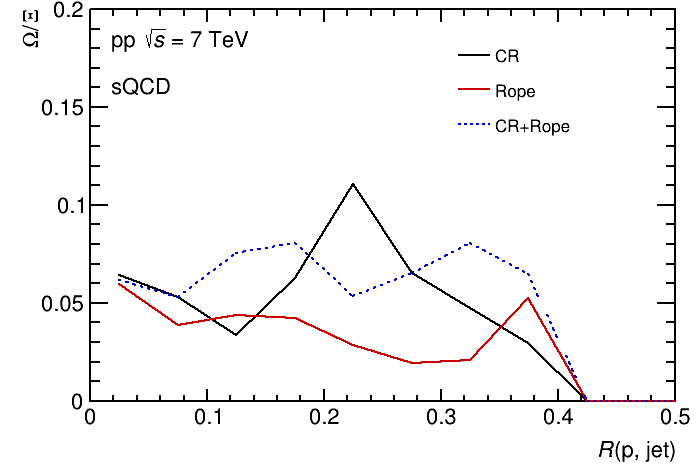 Ω/Ξ
0.2
0.15
0.1
0.05
0
pp √s = 7 TeV
sQCD
CR
Rope
CR+Rope
0 0.1 0.2 0.3 0.4 0.5
R(p, jet)